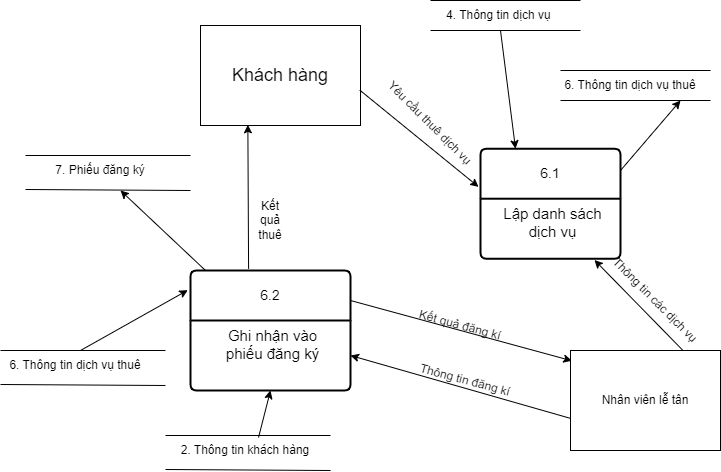 4. Thông tin dịch vụ
Khách hàng
6. Thông tin dịch vụ thuê
Yêu cầu thuê dịch vụ
7. Phiếu đăng ký
6.1
Lập danh sách
dịch vụ
Kết
quả
thuê
6.2
Ghi nhận vào
phiếu đăng ký
Thông tin các dịch vụ
Kết quả đăng kí
6. Thông tin dịch vụ thuê
Thông tin đăng kí
Nhân viên lễ tân
2. Thông tin khách hàng